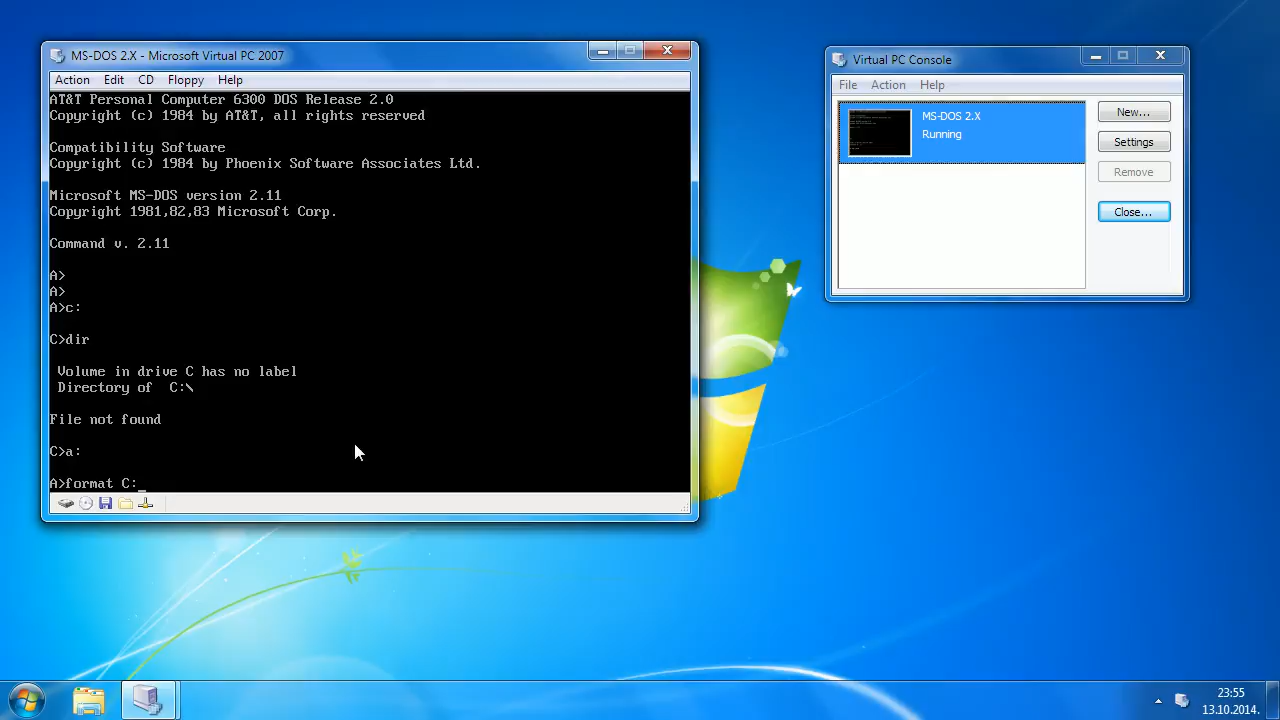 MS-DOS 2.X - Microsoft Virtual PC 2007
Action Edit CD Floppy Help
AT&T Personal Computer 6300 DOS Release 2.0
Copyright (c) 1984 by AT&T, all rights reserved
Compatibility Software
Copyright (c) 1984 by Phoenix Software Associates Ltd.
Microsoft MS-DOS version 2.11
Copyright 1981,82,83 Microsoft Corp.
Command v. 2.11
A>
A>
A>c:
C>dir
Volume in drive C has no label
Directory of C:\
File not found
C>a:
A>format C:_
Virtual PC Console
File Action Help
MS-DOS 2.X
Running
New...
Settings
Remove
Close...
23:55
13.10.2014.